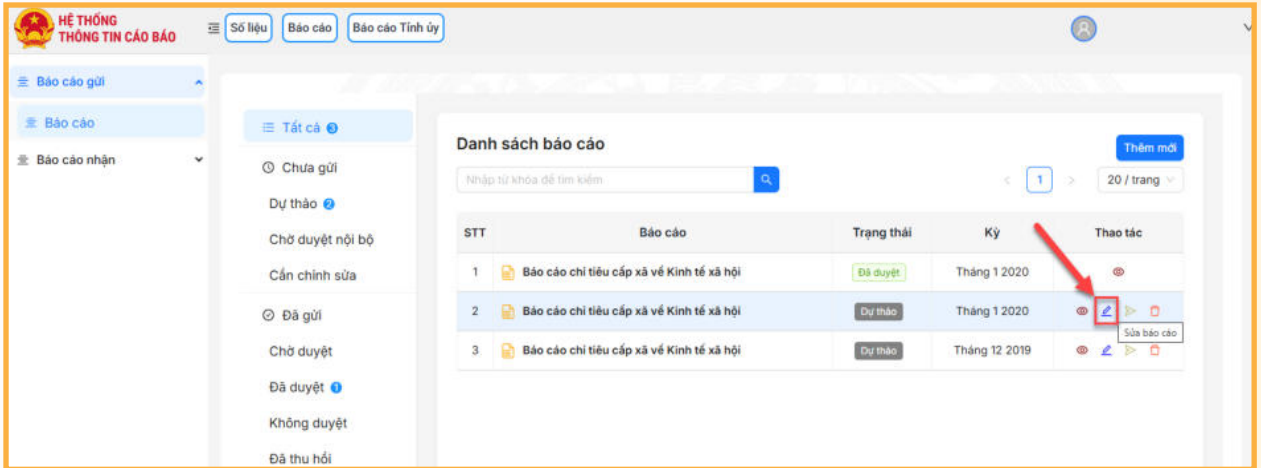 HỆ THỐNG
THÔNG TIN CÁO BÁO
Số liệu
Báo cáo
Báo cáo Tỉnh ủy
Báo cáo gửi
Báo cáo
Báo cáo nhận
Tất cả 3
Chưa gửi
Dự thảo 2
Chờ duyệt nội bộ
Cần chỉnh sửa
Đã gửi
Chờ duyệt
Đã duyệt 1
Không duyệt
Đã thu hồi
Danh sách báo cáo
Thêm mới
Nhập từ khóa để tìm kiếm
1
20 / trang
STT Báo cáo Trạng thái Kỳ Thao tác
1 Báo cáo chỉ tiêu cấp xã về Kinh tế xã hội Đã duyệt Tháng 1 2020
2 Báo cáo chỉ tiêu cấp xã về Kinh tế xã hội Dự thảo Tháng 1 2020
Sửa báo cáo
3 Báo cáo chỉ tiêu cấp xã về Kinh tế xã hội Dự thảo Tháng 12 2019